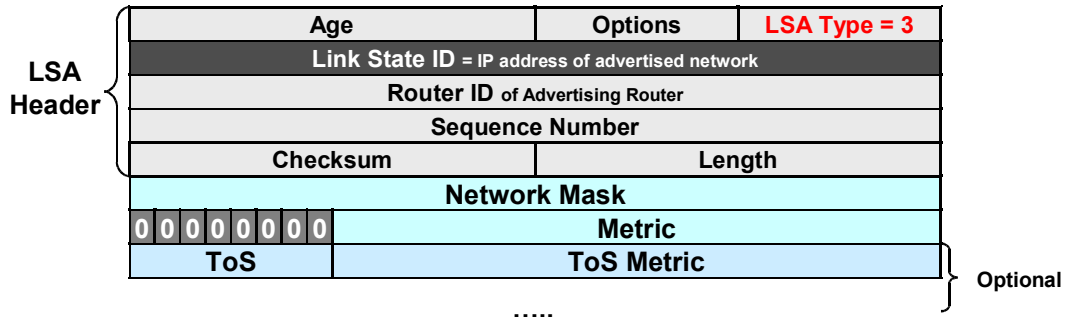 Age Options LSA Type = 3
Link State ID = IP address of advertised network
LSA
Header
Router ID of Advertising Router
Sequence Number
Checksum Length
Network Mask
0 0 0 0 0 0 0 0 Metric
ToS ToS Metric
Optional
.....